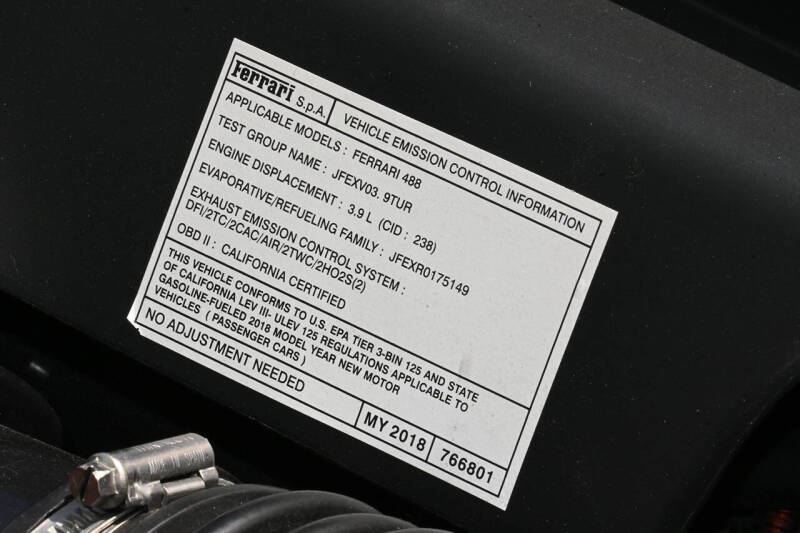 Ferrari S.p.A.
VEHICLE EMISSION CONTROL INFORMATION
APPLICABLE MODELS : FERRARI 488
TEST GROUP NAME : JFEXV03. 9TUR
ENGINE DISPLACEMENT : 3.9 L (CID : 238)
EVAPORATIVE/REFUELING FAMILY : JFEXR0175149
EXHAUST EMISSION CONTROL SYSTEM :
DFI/2TC/2CAC/AIR/2TWC/2HO2S(2)
OBD II : CALIFORNIA CERTIFIED
THIS VEHICLE CONFORMS TO U.S. EPA TIER 3-BIN 125 AND STATE
OF CALIFORNIA LEV III- ULEV 125 REGULATIONS APPLICABLE TO
GASOLINE-FUELED 2018 MODEL YEAR NEW MOTOR
VEHICLES ( PASSENGER CARS )
NO ADJUSTMENT NEEDED
MY 2018
766801